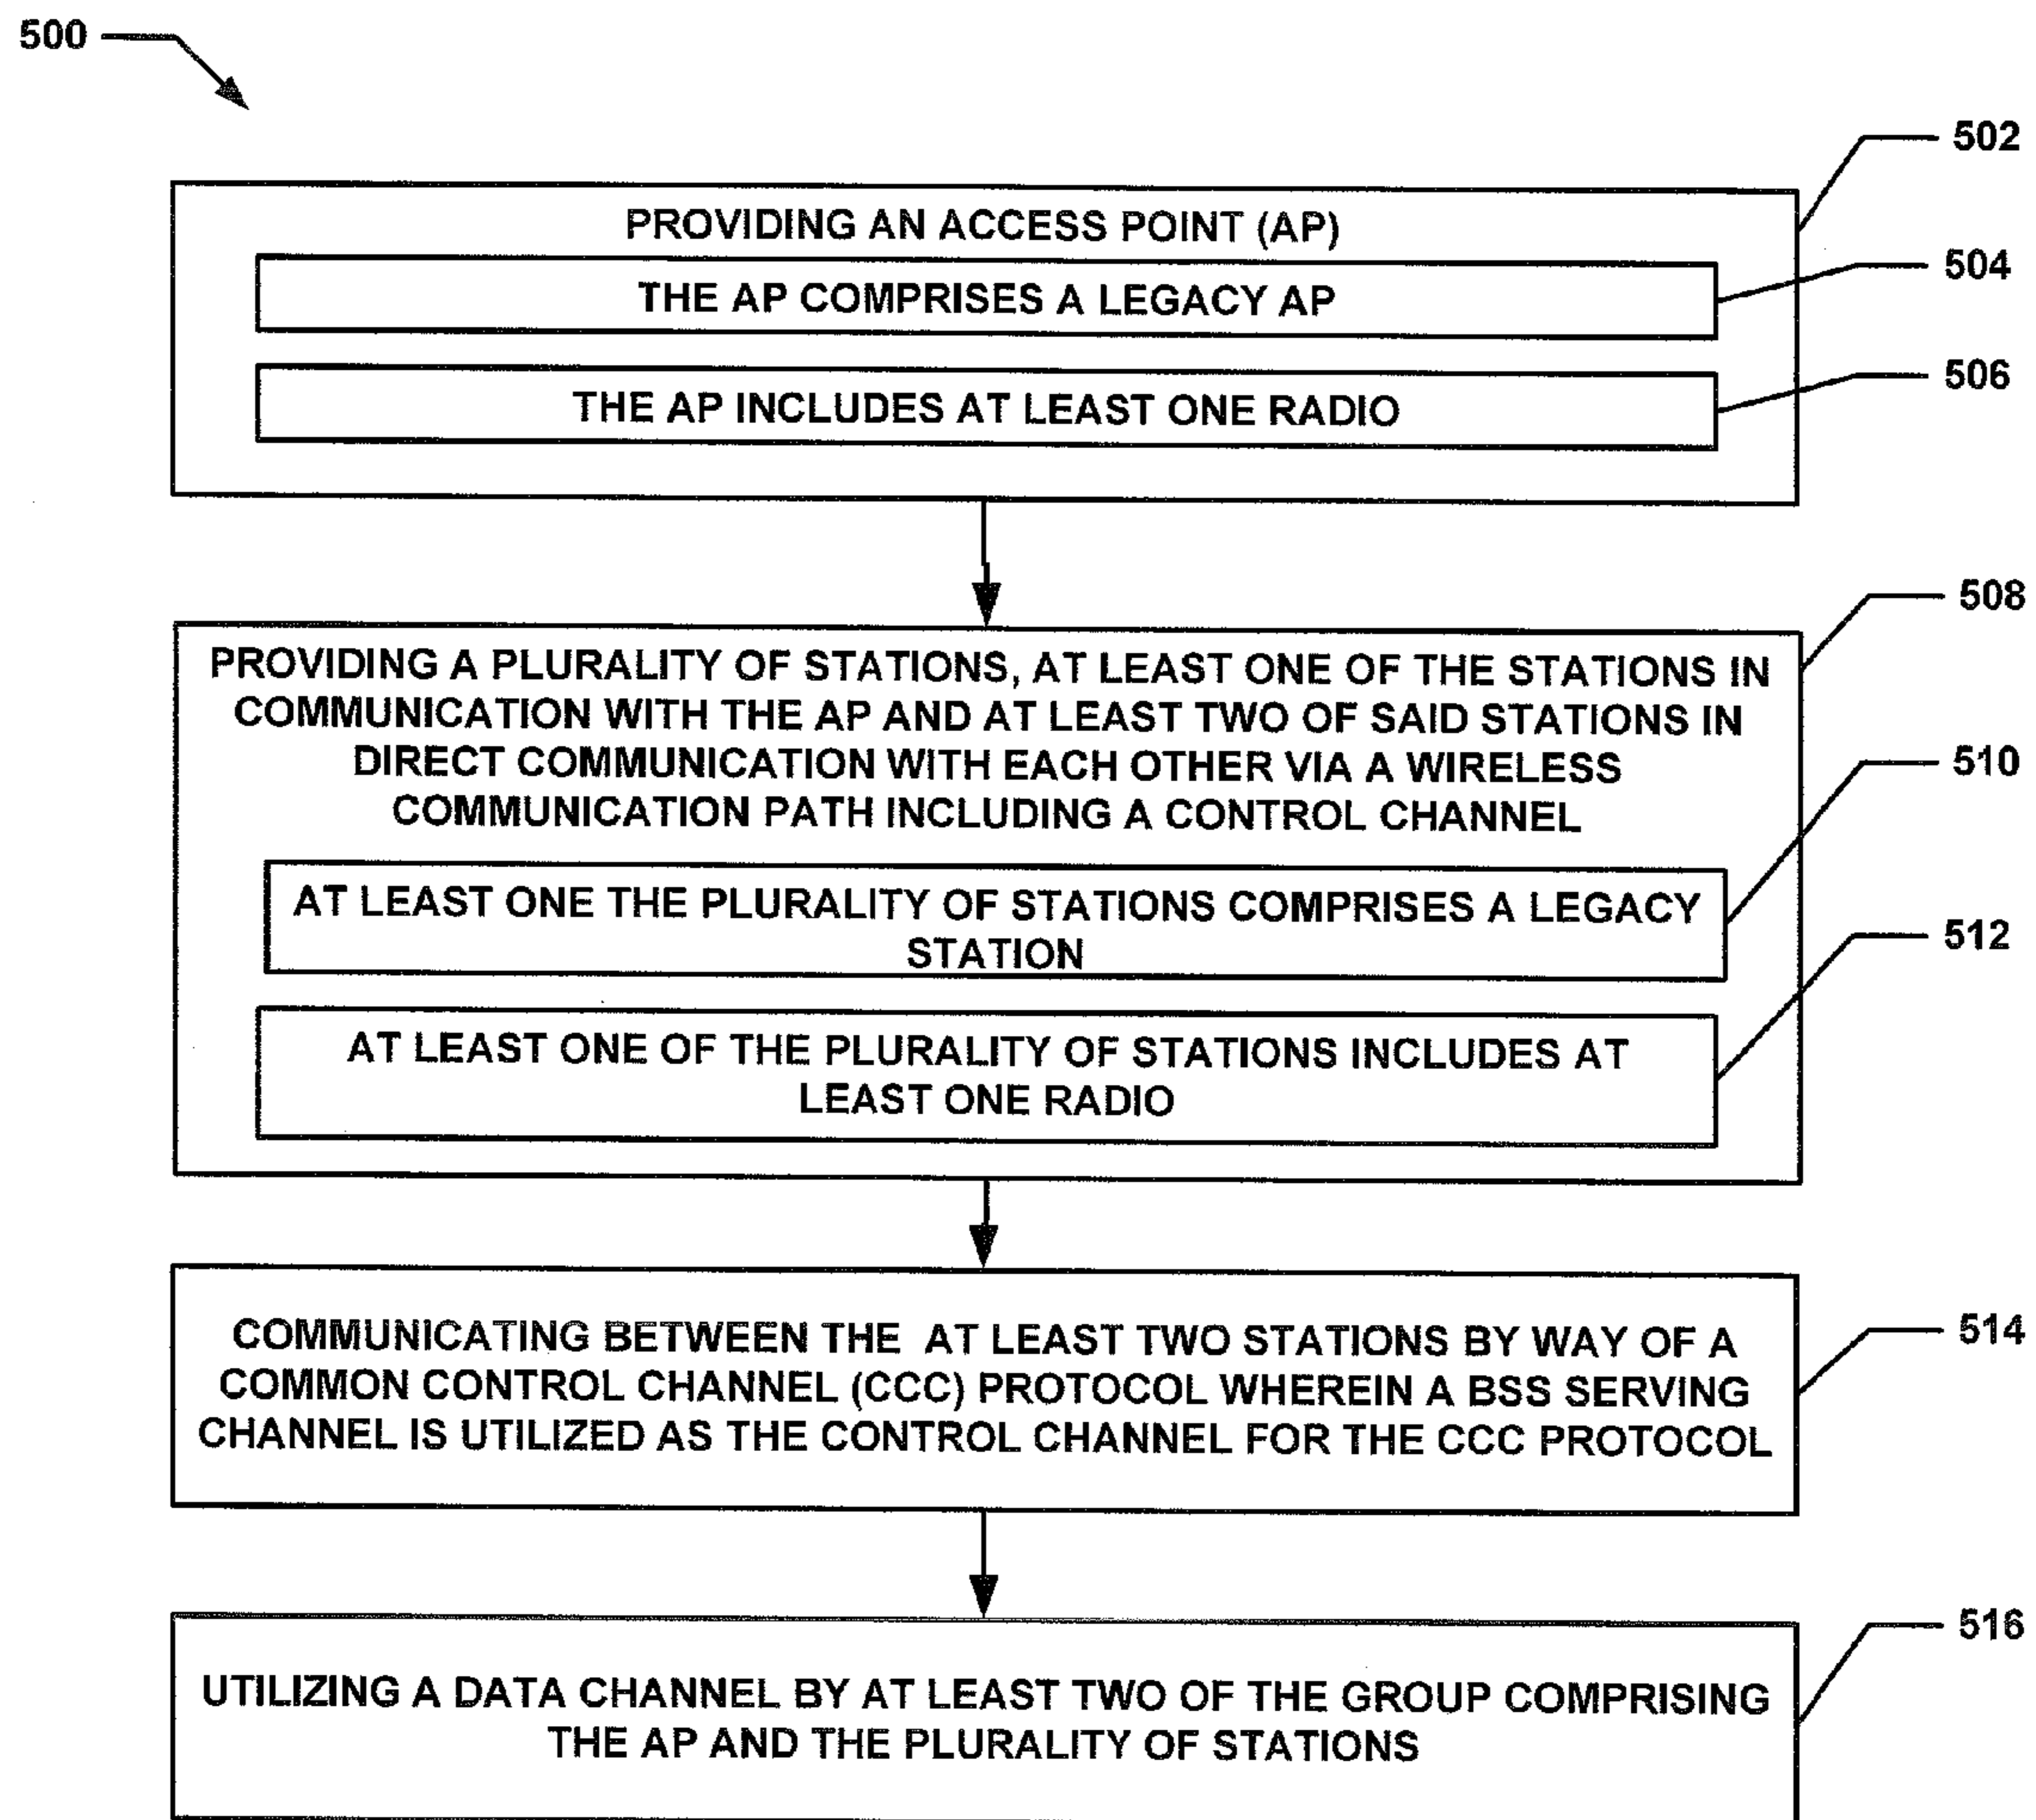 500
502
PROVIDING AN ACCESS POINT (AP)
504
THE AP COMPRISES A LEGACY AP
506
THE AP INCLUDES AT LEAST ONE RADIO
508
PROVIDING A PLURALITY OF STATIONS, AT LEAST ONE OF THE STATIONS IN
COMMUNICATION WITH THE AP AND AT LEAST TWO OF SAID STATIONS IN
DIRECT COMMUNICATION WITH EACH OTHER VIA A WIRELESS
COMMUNICATION PATH INCLUDING A CONTROL CHANNEL
510
AT LEAST ONE THE PLURALITY OF STATIONS COMPRISES A LEGACY
STATION
512
AT LEAST ONE OF THE PLURALITY OF STATIONS INCLUDES AT
LEAST ONE RADIO
514
COMMUNICATING BETWEEN THE AT LEAST TWO STATIONS BY WAY OF A
COMMON CONTROL CHANNEL (CCC) PROTOCOL WHEREIN A BSS SERVING
CHANNEL IS UTILIZED AS THE CONTROL CHANNEL FOR THE CCC PROTOCOL
516
UTILIZING A DATA CHANNEL BY AT LEAST TWO OF THE GROUP COMPRISING
THE AP AND THE PLURALITY OF STATIONS